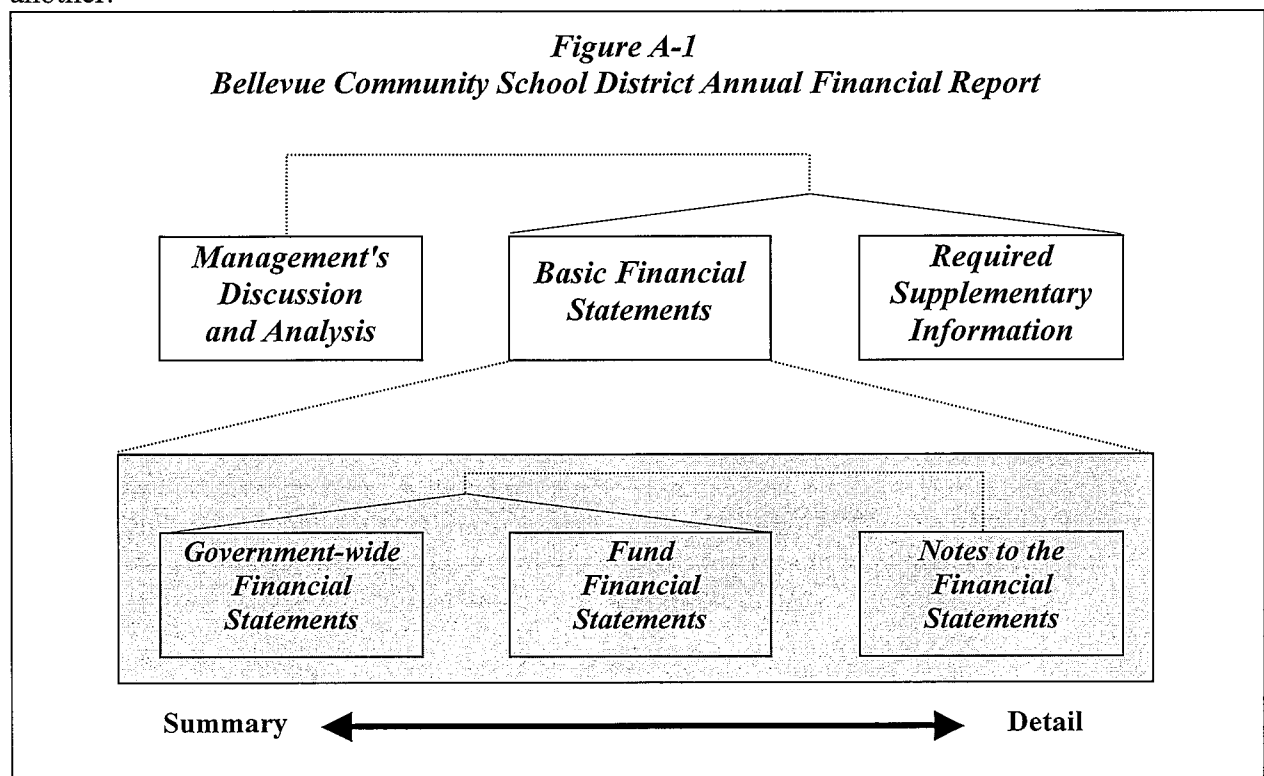 another.
Figure A-1
Bellevue Community School District Annual Financial Report
Management's
Discussion
and Analysis
Basic Financial
Statements
Required
Supplementary
Information
Government-wide
Financial
Statements
Fund
Financial
Statements
Notes to the
Financial
Statements
Summary
Detail